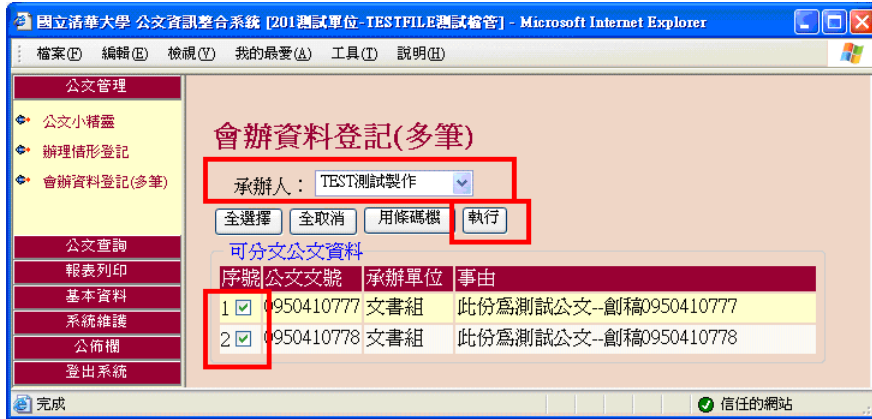 國立清華大學 公文資訊整合系統 [201測試單位-TESTFILE測試檢管] - Microsoft Internet Explorer
檔案(F) 編輯(E) 檢視(V) 我的最愛(A) 工具(T) 說明(H)
公文管理
公文小精靈
辦理情形登記
會辦資料登記(多筆)
公文查詢
報表列印
基本資料
系統維護
公佈欄
登出系統
會辦資料登記(多筆)
承辦人： TEST測試製作
全選擇 全取消 用條碼機 執行
可分文公文資料
序號 公文文號 承辦單位 事由
1 0950410777 文書組 此份為測試公文--創稿0950410777
2 0950410778 文書組 此份為測試公文--創稿0950410778
完成 信任的網站